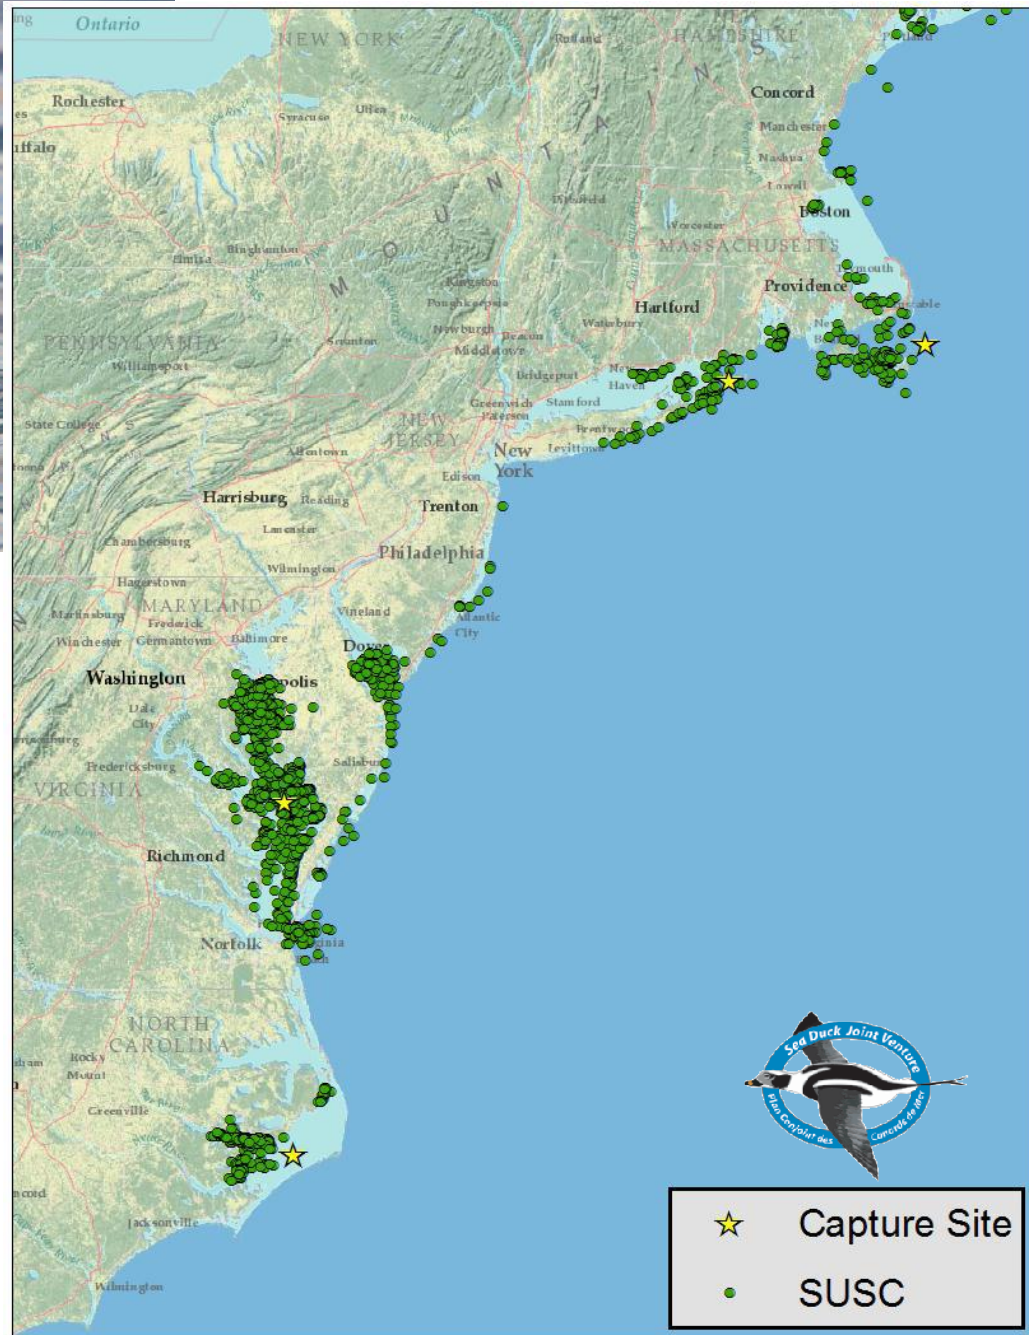 Ontario
NEW YORK
Rutland
HAMPSHIRE
Portland
Rochester
Syracuse
Utica
Concord
Manchester
Nashua
Lowell
Boston
Pittsfield
Worcester
MASSACHUSETTS
Binghamton
Elmira
MOUNTAINS
Plymouth
Providence
Kingston
Poughkeepsie
Hartford
Waterbury
Newburgh
Beacon
Middletown
Scranton
PENNSYLVANIA
Williamsport
Bridgeport
New
Haven
Greenwich
Stamford
Paterson
State College
NEW
JERSEY
Brentwood
Levittown
Allentown
New
York
Edison
Harrisburg
Reading
Trenton
Lancaster
Philadelphia
Chambersburg
Wilmington
Hagerstown
MARYLAND
Martinsburg
Frederick
Vineland
Atlantic
City
Winchester
Germantown
Baltimore
Dover
Washington
polis
Dale
City
Fredericksburg
Salisbury
VIRGINIA
Richmond
Norfolk
Virginia
Beach
NORTH
CAROLINA
Rocky
Mount
Greenville
Jacksonville
Wilmington
Sea Duck Joint Venture
Plan Conjoint des Canards de Mer
Capture Site
SUSC